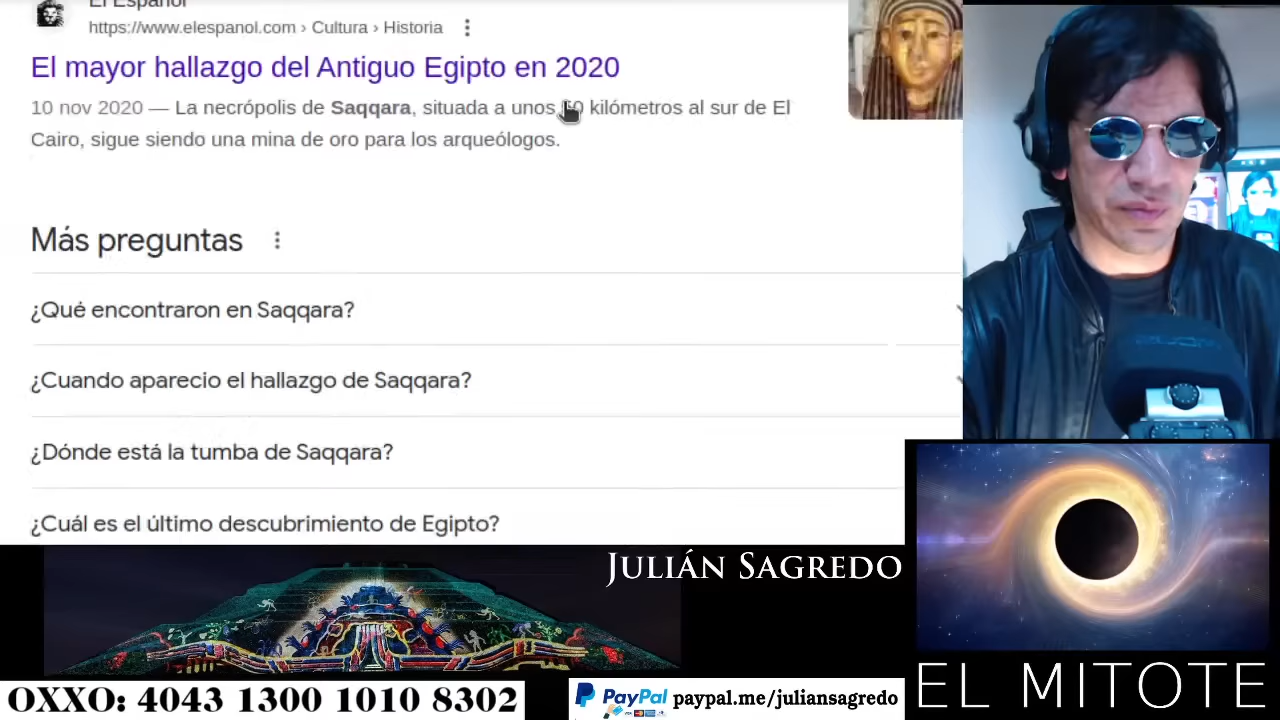 El Español
https://www.elespanol.com › Cultura › Historia
El mayor hallazgo del Antiguo Egipto en 2020
10 nov 2020 — La necrópolis de Saqqara, situada a unos kilómetros al sur de El
Cairo, sigue siendo una mina de oro para los arqueólogos.
Más preguntas
¿Qué encontraron en Saqqara?
¿Cuando aparecio el hallazgo de Saqqara?
¿Dónde está la tumba de Saqqara?
¿Cuál es el último descubrimiento de Egipto?
JULIÁN SAGREDO
OXXO: 4043 1300 1010 8302
PayPal paypal.me/juliansagredo
EL MITOTE